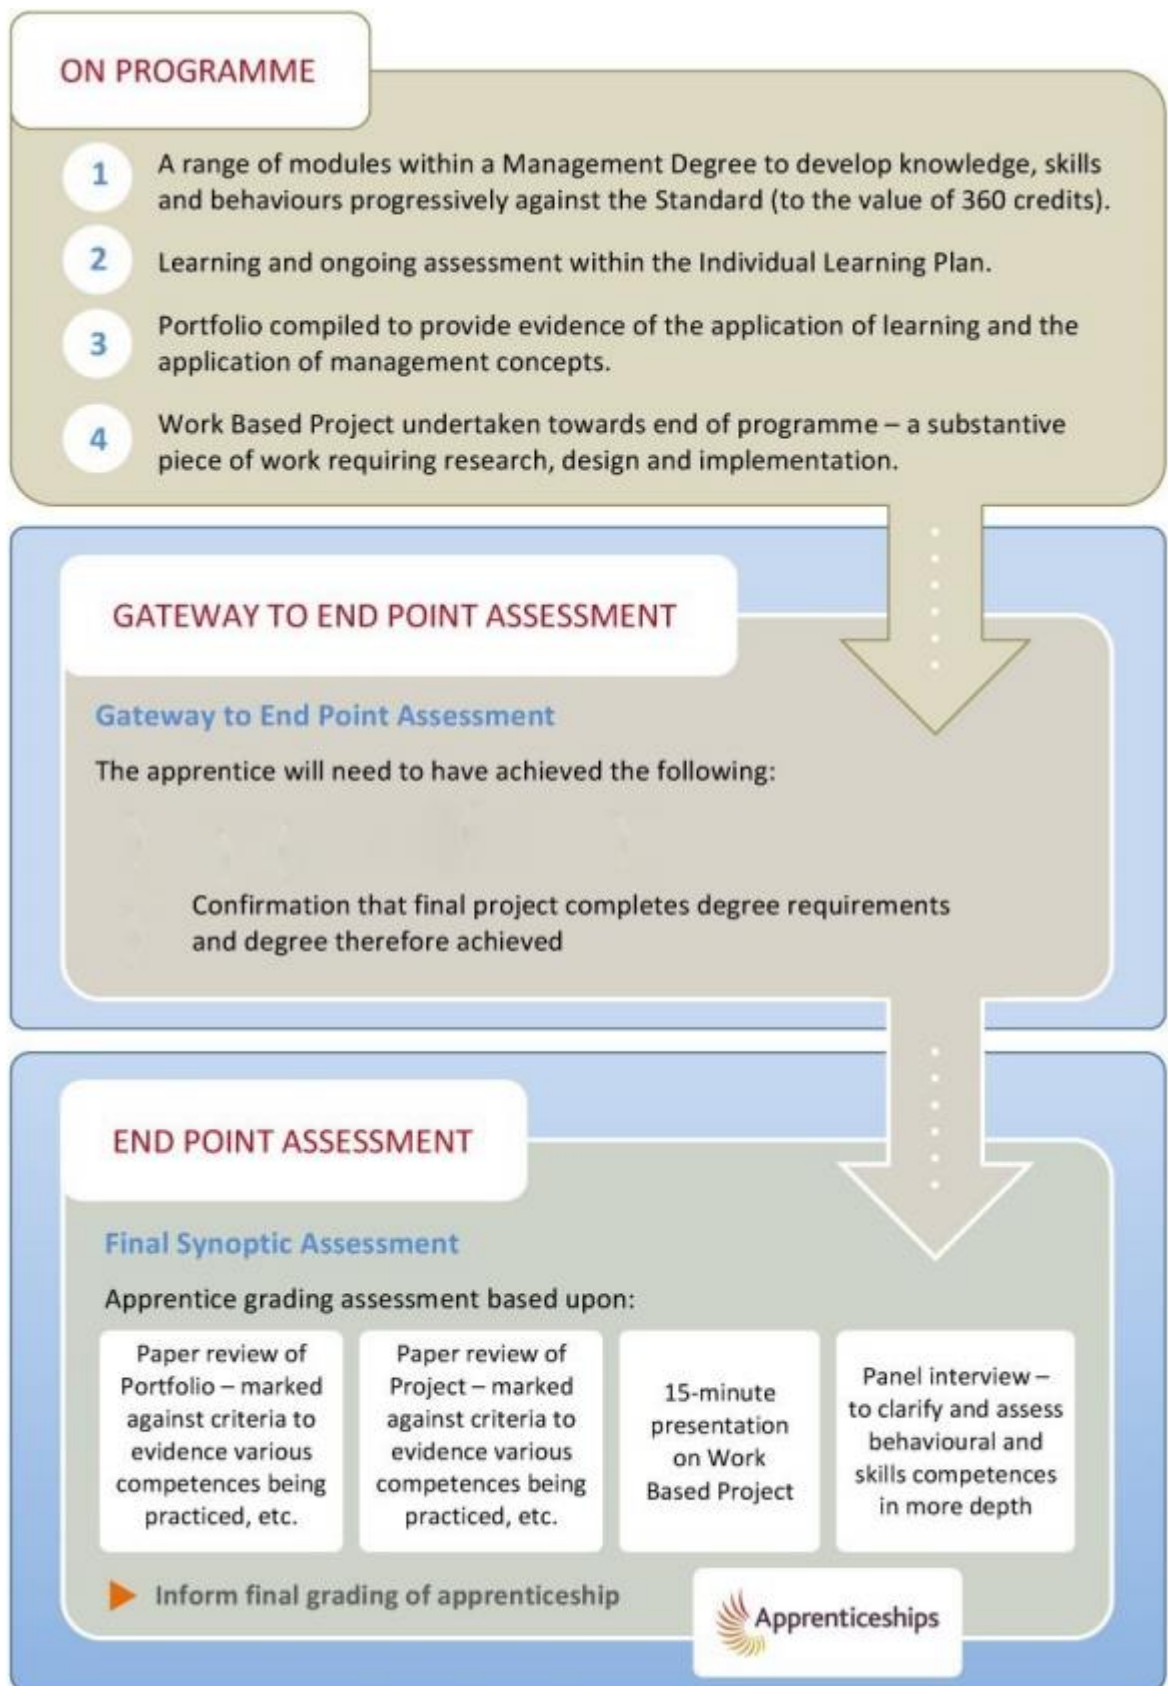 ON PROGRAMME
1
A range of modules within a Management Degree to develop knowledge, skills
and behaviours progressively against the Standard (to the value of 360 credits).
2
Learning and ongoing assessment within the Individual Learning Plan.
3
Portfolio compiled to provide evidence of the application of learning and the
application of management concepts.
4
Work Based Project undertaken towards end of programme – a substantive
piece of work requiring research, design and implementation.
GATEWAY TO END POINT ASSESSMENT
Gateway to End Point Assessment
The apprentice will need to have achieved the following:
Confirmation that final project completes degree requirements
and degree therefore achieved
END POINT ASSESSMENT
Final Synoptic Assessment
Apprentice grading assessment based upon:
Paper review of
Portfolio – marked
against criteria to
evidence various
competences being
practiced, etc.
Paper review of
Project – marked
against criteria to
evidence various
competences being
practiced, etc.
15-minute
presentation
on Work
Based Project
Panel interview –
to clarify and assess
behavioural and
skills competences
in more depth
Inform final grading of apprenticeship
Apprenticeships